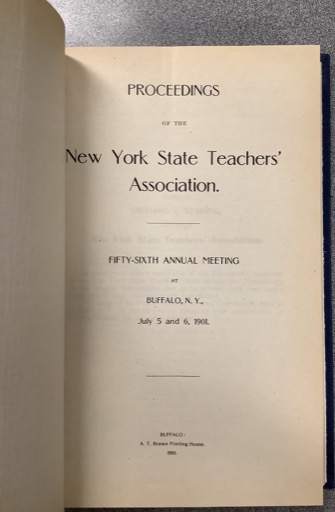 PROCEEDINGS
OF THE
New York State Teachers'
Association.
FIFTY-SIXTH ANNUAL MEETING
AT
BUFFALO, N. Y.,
July 5 and 6, 1901.
BUFFALO:
A. T. Brown Printing House.
1901.